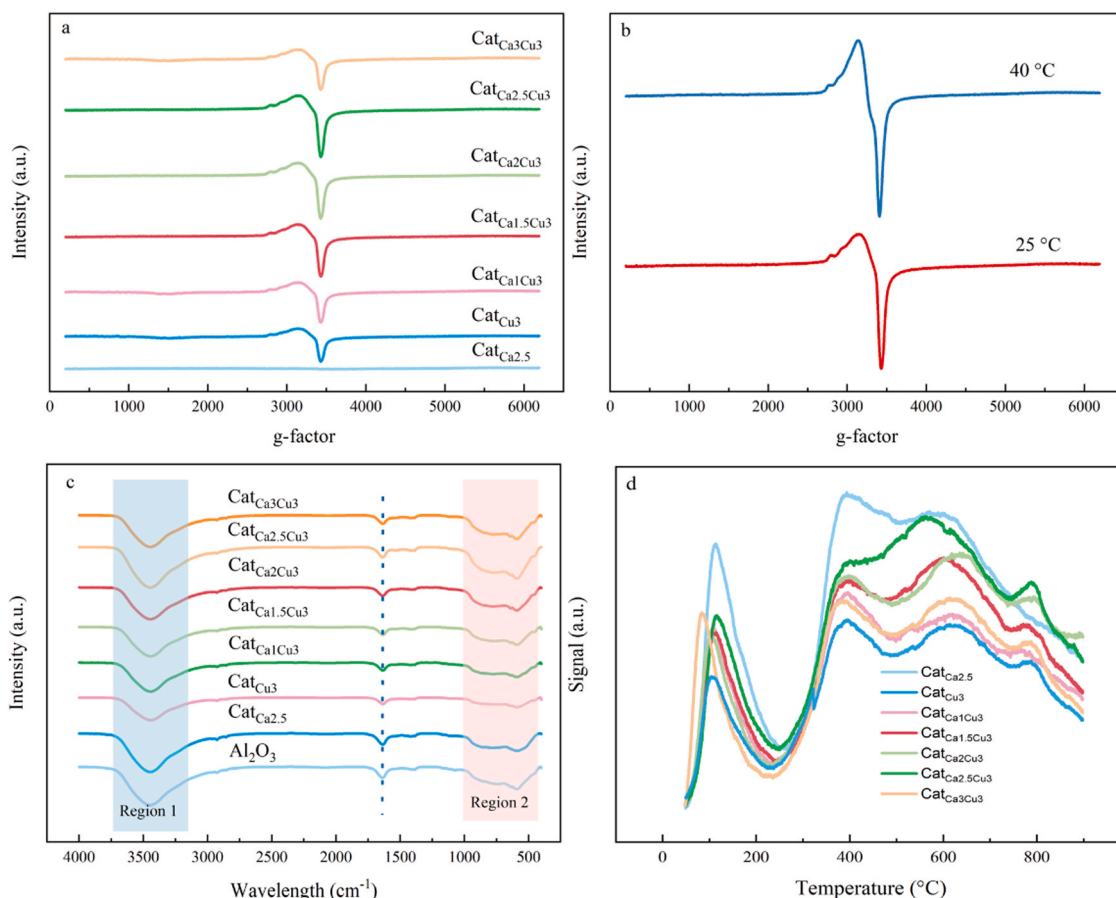 a
Cat_Ca3Cu3
Cat_Ca2.5Cu3
Cat_Ca2Cu3
Cat_Ca1.5Cu3
Cat_Ca1Cu3
Cat_Cu3
Cat_Ca2.5
Intensity (a.u.)
0 1000 2000 3000 4000 5000 6000
g-factor
b
40 °C
25 °C
Intensity (a.u.)
0 1000 2000 3000 4000 5000 6000
g-factor
c
Cat_Ca3Cu3
Cat_Ca2.5Cu3
Cat_Ca2Cu3
Cat_Ca1.5Cu3
Cat_Ca1Cu3
Cat_Cu3
Cat_Ca2.5
Al₂O₃
Region 1
Region 2
Intensity (a.u.)
4000 3500 3000 2500 2000 1500 1000 500
Wavelength (cm⁻¹)
d
Cat_Ca2.5
Cat_Cu3
Cat_Ca1Cu3
Cat_Ca1.5Cu3
Cat_Ca2Cu3
Cat_Ca2.5Cu3
Cat_Ca3Cu3
Signal (a.u.)
0 200 400 600 800
Temperature (°C)